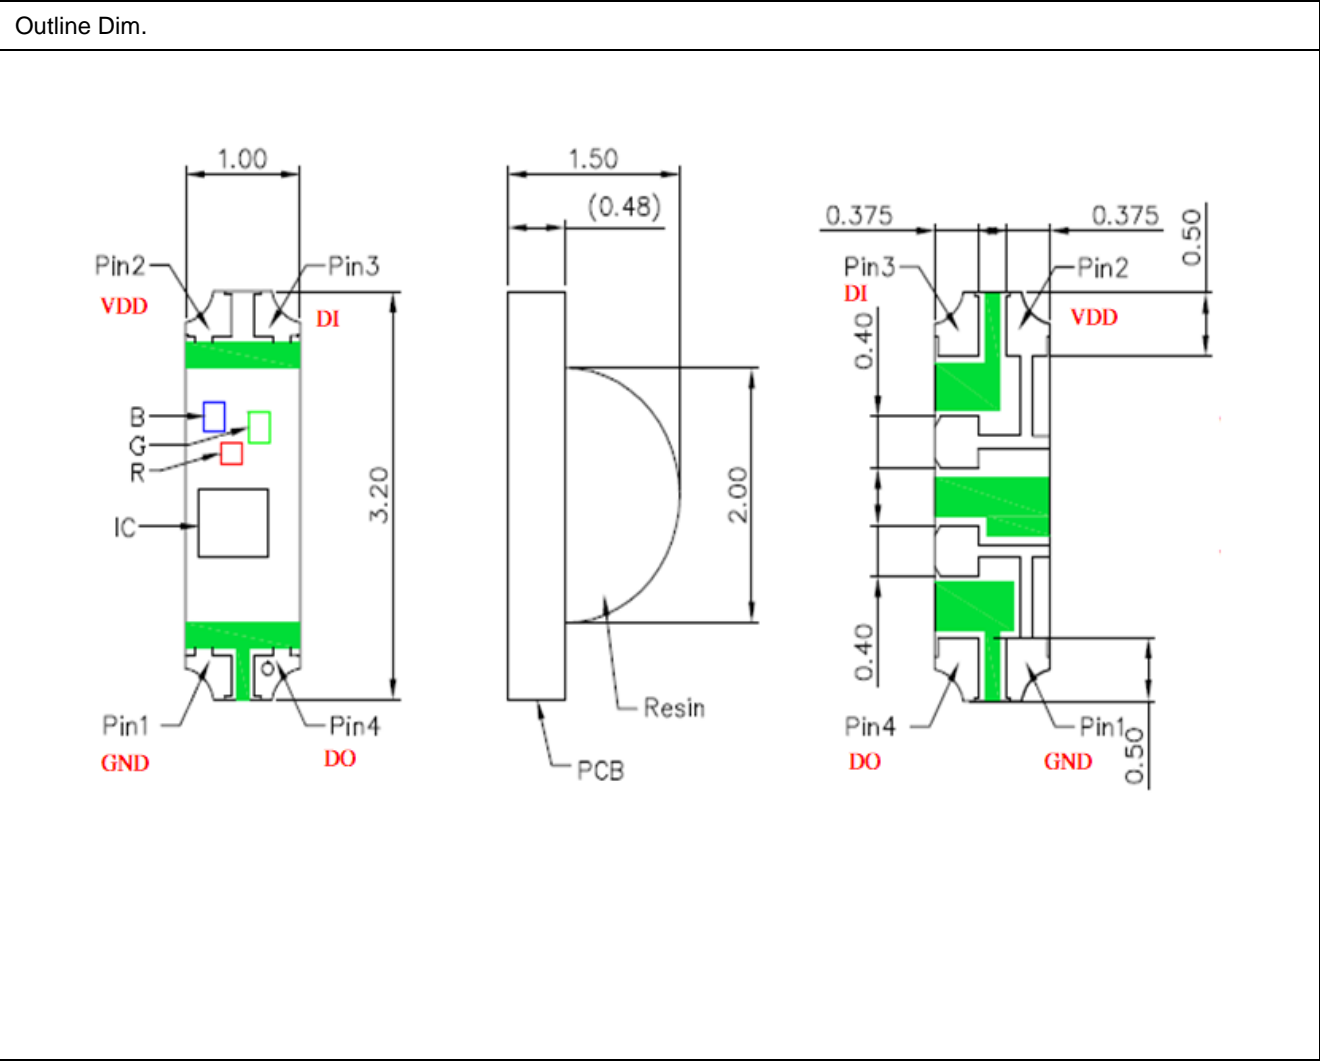 Outline Dim.
1.00
Pin2
VDD
Pin3
DI
B
G
R
IC
3.20
Pin1
GND
Pin4
DO
1.50
(0.48)
2.00
Resin
PCB
0.375
0.375
0.50
Pin3
DI
Pin2
VDD
0.40
0.40
Pin4
DO
Pin1
GND
0.50